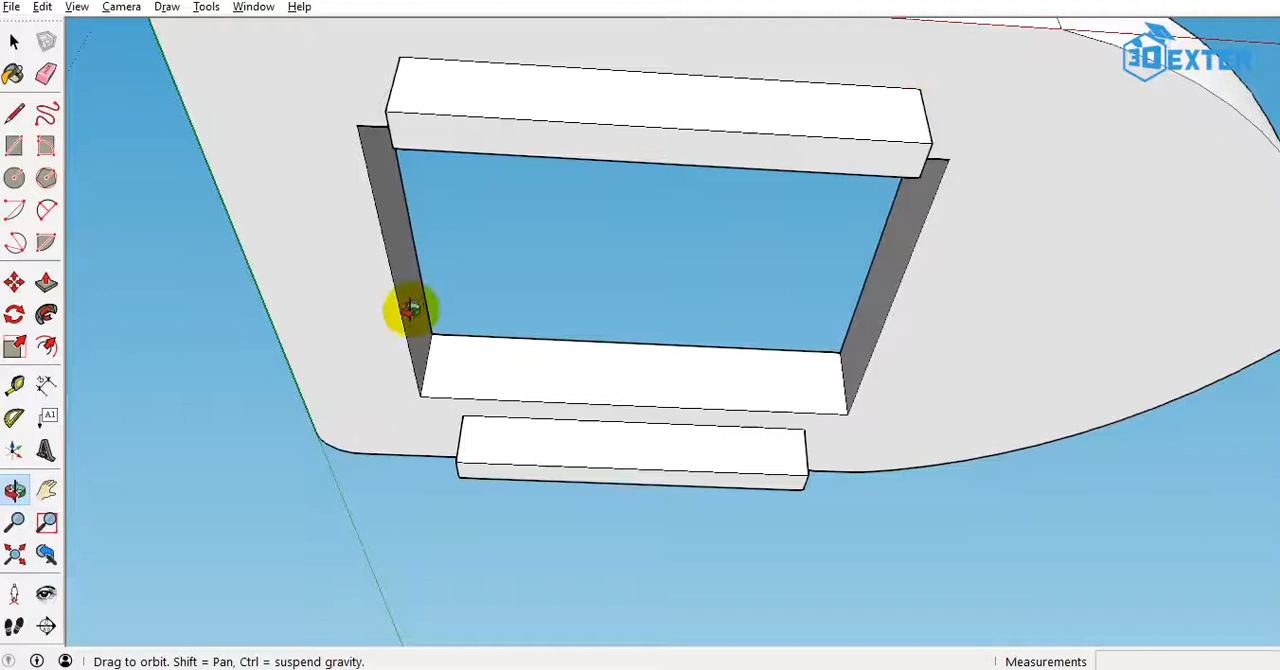 File Edit View Camera Draw Tools Window Help
3DEXTER
A1
Drag to orbit. Shift = Pan, Ctrl = suspend gravity.
Measurements